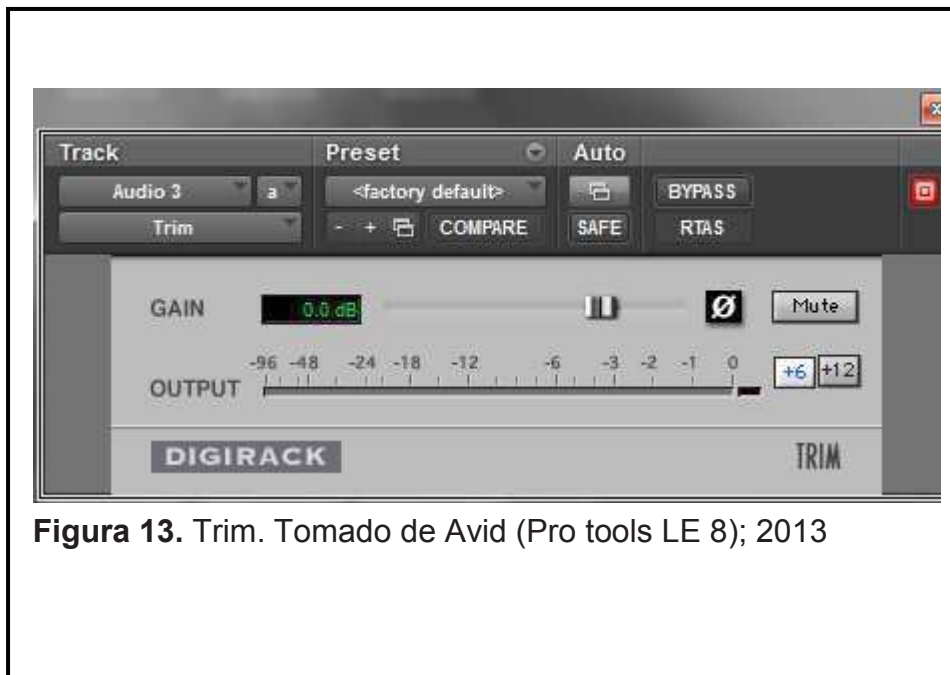 Track Preset Auto
Audio 3 a <factory default> BYPASS
Trim - + COMPARE SAFE RTAS
GAIN 0.0 dB Ø Mute
-96 -48 -24 -18 -12 -6 -3 -2 -1 0
OUTPUT +6 +12
DIGIRACK TRIM
Figura 13. Trim. Tomado de Avid (Pro tools LE 8); 2013